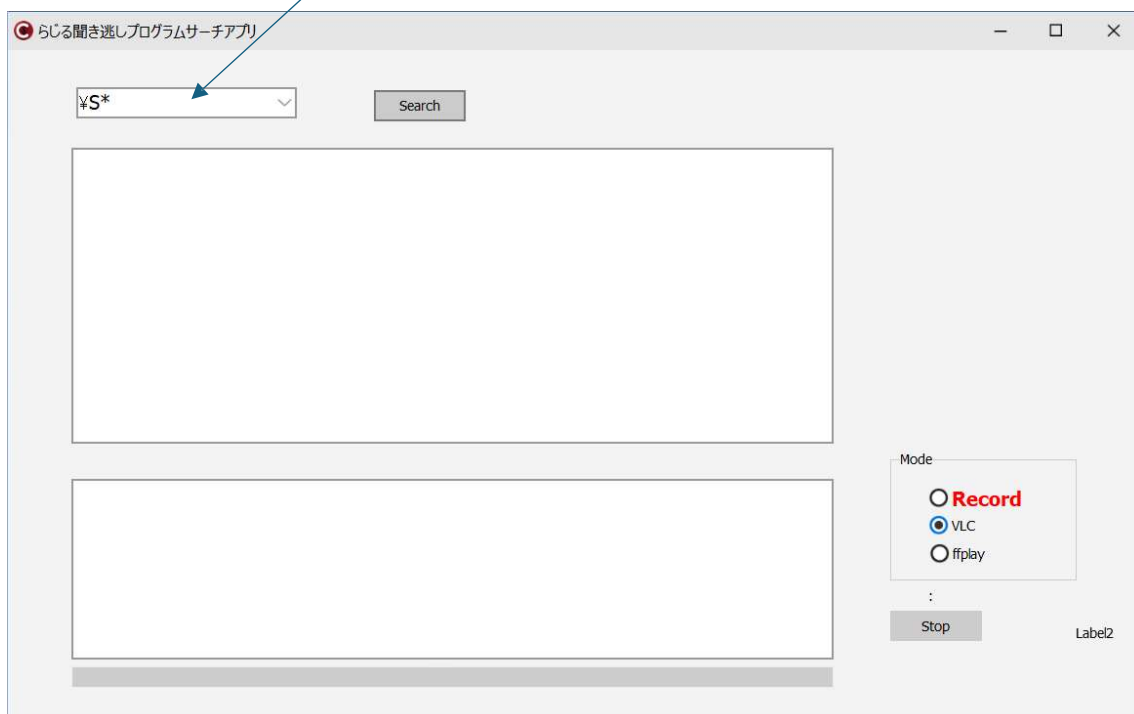 らじる聞き逃しプログラムサーチアプリ
¥S*
Search
Mode
Record
VLC
ffplay
:
Stop
Label2